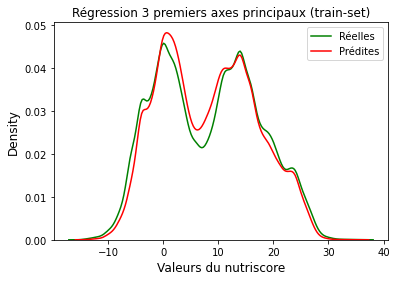 Régression 3 premiers axes principaux (train-set)
Réelles
Prédites
Density
0.05
0.04
0.03
0.02
0.01
0.00
−10 0 10 20 30 40
Valeurs du nutriscore